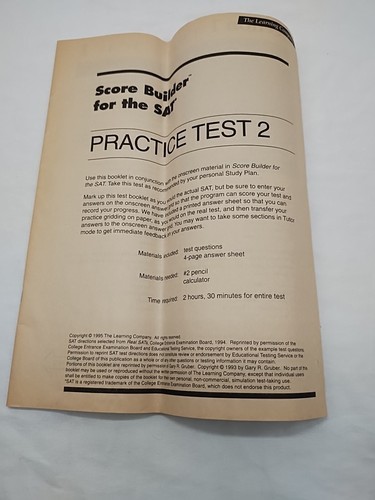 The Learning Company
Score Builder™
for the SAT*
PRACTICE TEST 2
Use this booklet in conjunction with the onscreen material in Score Builder for
the SAT. Take this test as recommended by your personal Study Plan.
Mark up this test booklet as you would the actual SAT, but be sure to enter your
answers on the onscreen answer grid so that the program can score your test and
record your progress. We have included a printed answer sheet so that you can
practice gridding on paper, as you would on the real test, and then transfer your
answers to the onscreen answer grid. You may want to take some sections in Tutor
mode to get immediate feedback on your answers.
Materials included: test questions
4-page answer sheet
Materials needed: #2 pencil
calculator
Time required: 2 hours, 30 minutes for entire test
Copyright © 1995 The Learning Company. All rights reserved.
SAT directions selected from Real SATs, College Entrance Examination Board, 1994. Reprinted by permission of the
College Entrance Examination Board and Educational Testing Service, the copyright owners of the example test questions.
Permission to reprint SAT test directions does not constitute review or endorsement by Educational Testing Service or the
College Board of this publication as a whole or of any other questions or testing information it may contain.
Portions of this booklet are reprinted by permission of Gary R. Gruber. Copyright © 1993 by Gary R. Gruber. No part of the
booklet may be used or reproduced without the written permission of The Learning Company, except that individual users
shall be entitled to make copies of the booklet for their own personal, non-commercial, simulation test-taking use.
*SAT is a registered trademark of the College Entrance Examination Board, which does not endorse this product.